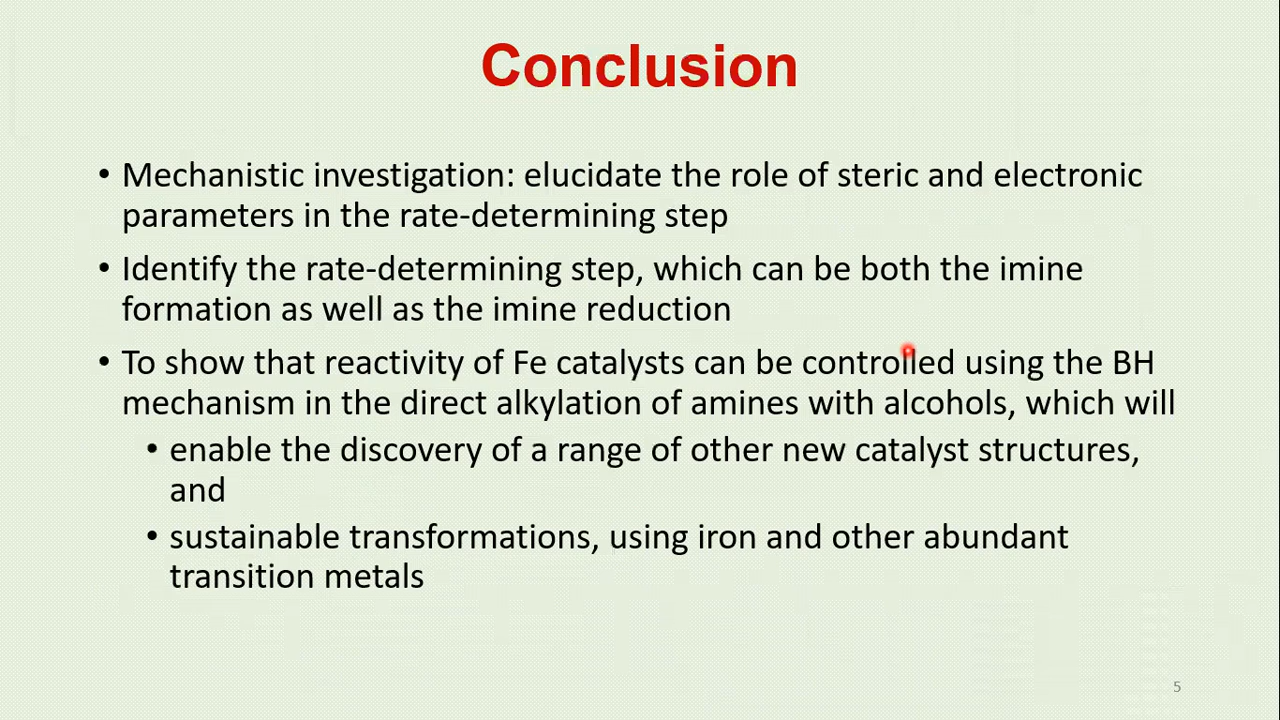 Conclusion
• Mechanistic investigation: elucidate the role of steric and electronic
parameters in the rate-determining step
• Identify the rate-determining step, which can be both the imine
formation as well as the imine reduction
• To show that reactivity of Fe catalysts can be controlled using the BH
mechanism in the direct alkylation of amines with alcohols, which will
• enable the discovery of a range of other new catalyst structures,
and
• sustainable transformations, using iron and other abundant
transition metals
5